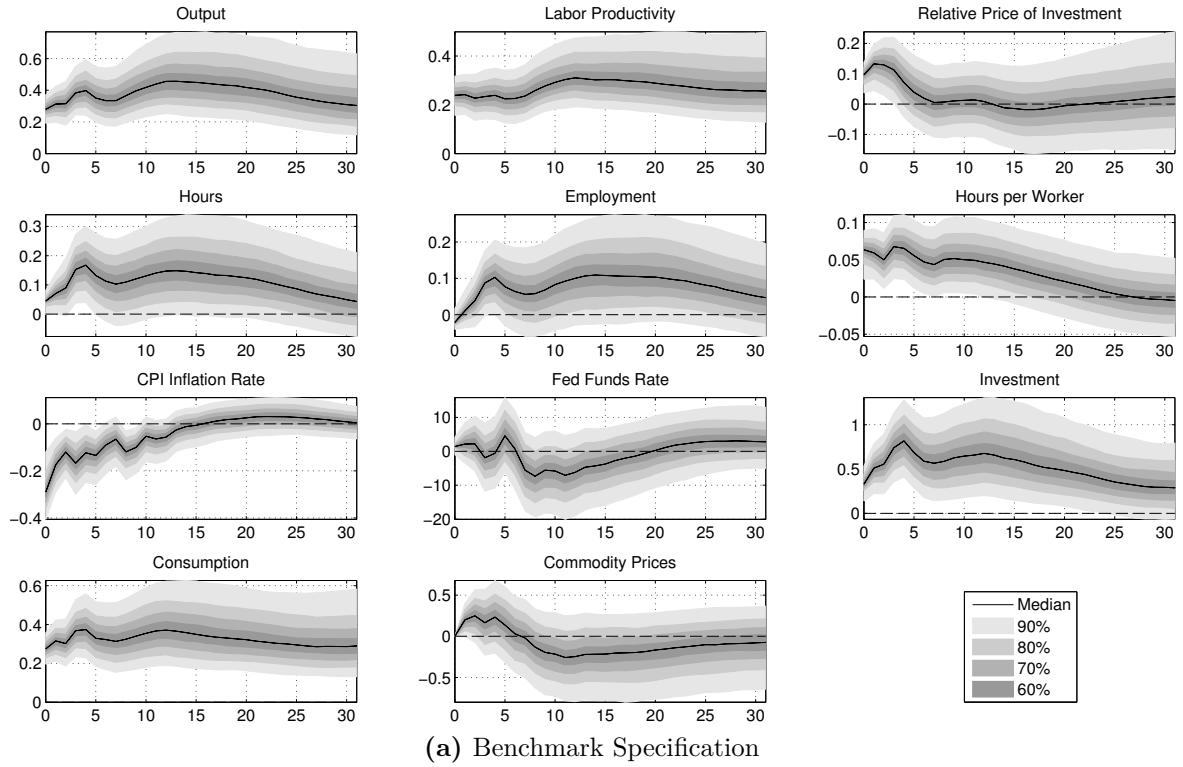 Output
Labor Productivity
Relative Price of Investment
0.6
0.4
0.2
0
0 5 10 15 20 25 30
0.4
0.2
0
0 5 10 15 20 25 30
0.2
0.1
0
−0.1
0 5 10 15 20 25 30
Hours
Employment
Hours per Worker
0.3
0.2
0.1
0
0 5 10 15 20 25 30
0.2
0.1
0
0 5 10 15 20 25 30
0.1
0.05
0
−0.05
0 5 10 15 20 25 30
CPI Inflation Rate
Fed Funds Rate
Investment
0
−0.2
−0.4
0 5 10 15 20 25 30
10
0
−10
−20
0 5 10 15 20 25 30
1
0.5
0
0 5 10 15 20 25 30
Consumption
Commodity Prices
0.6
0.4
0.2
0
0 5 10 15 20 25 30
0.5
0
−0.5
0 5 10 15 20 25 30
Median
90%
80%
70%
60%
(a) Benchmark Specification